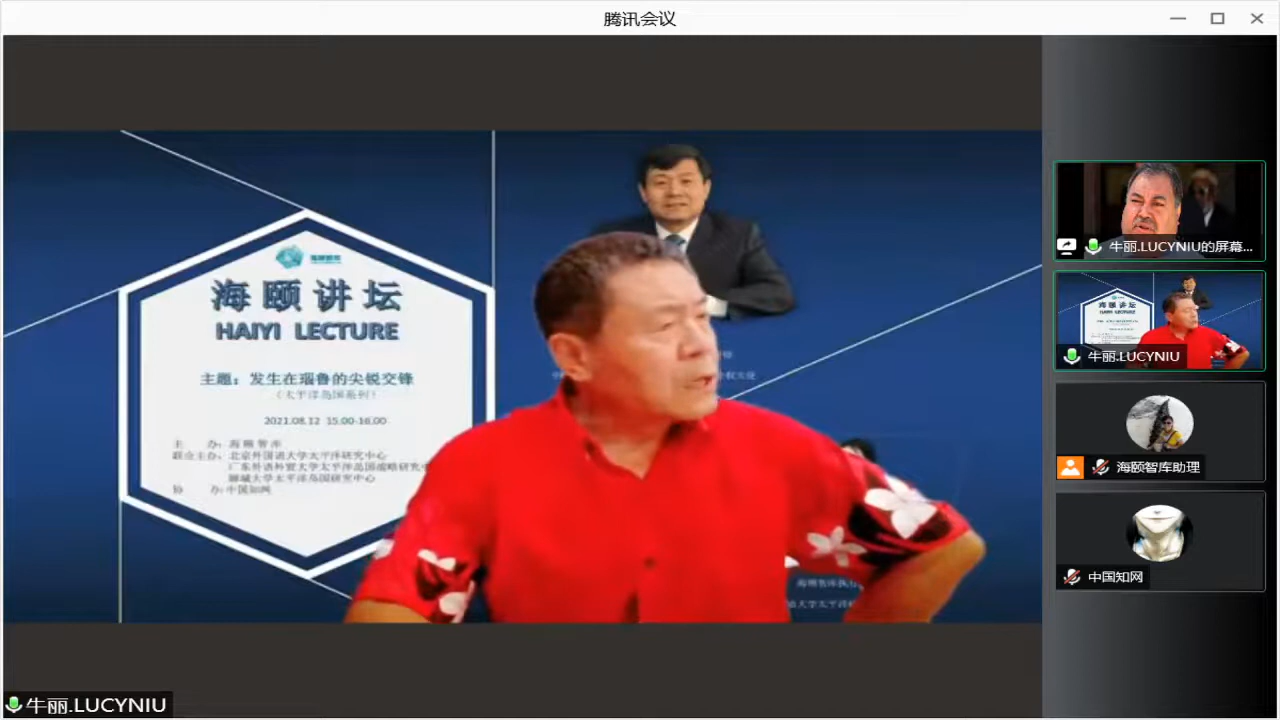 腾讯会议
海颐讲坛
HAIYI LECTURE
主题：发生在瑙鲁的尖锐交锋
（太平洋岛国系列）
2021.08.12 15:00-16:00
主 办：海颐智库
联合主办：北京外国语大学太平洋研究中心
广东外语外贸大学太平洋岛国战略研究中
聊城大学太平洋岛国研究中心
协 办：中国知网
海颐智库执行
牛丽.LUCYNIU的屏幕...
牛丽.LUCYNIU
海颐智库助理
中国知网
牛丽.LUCYNIU